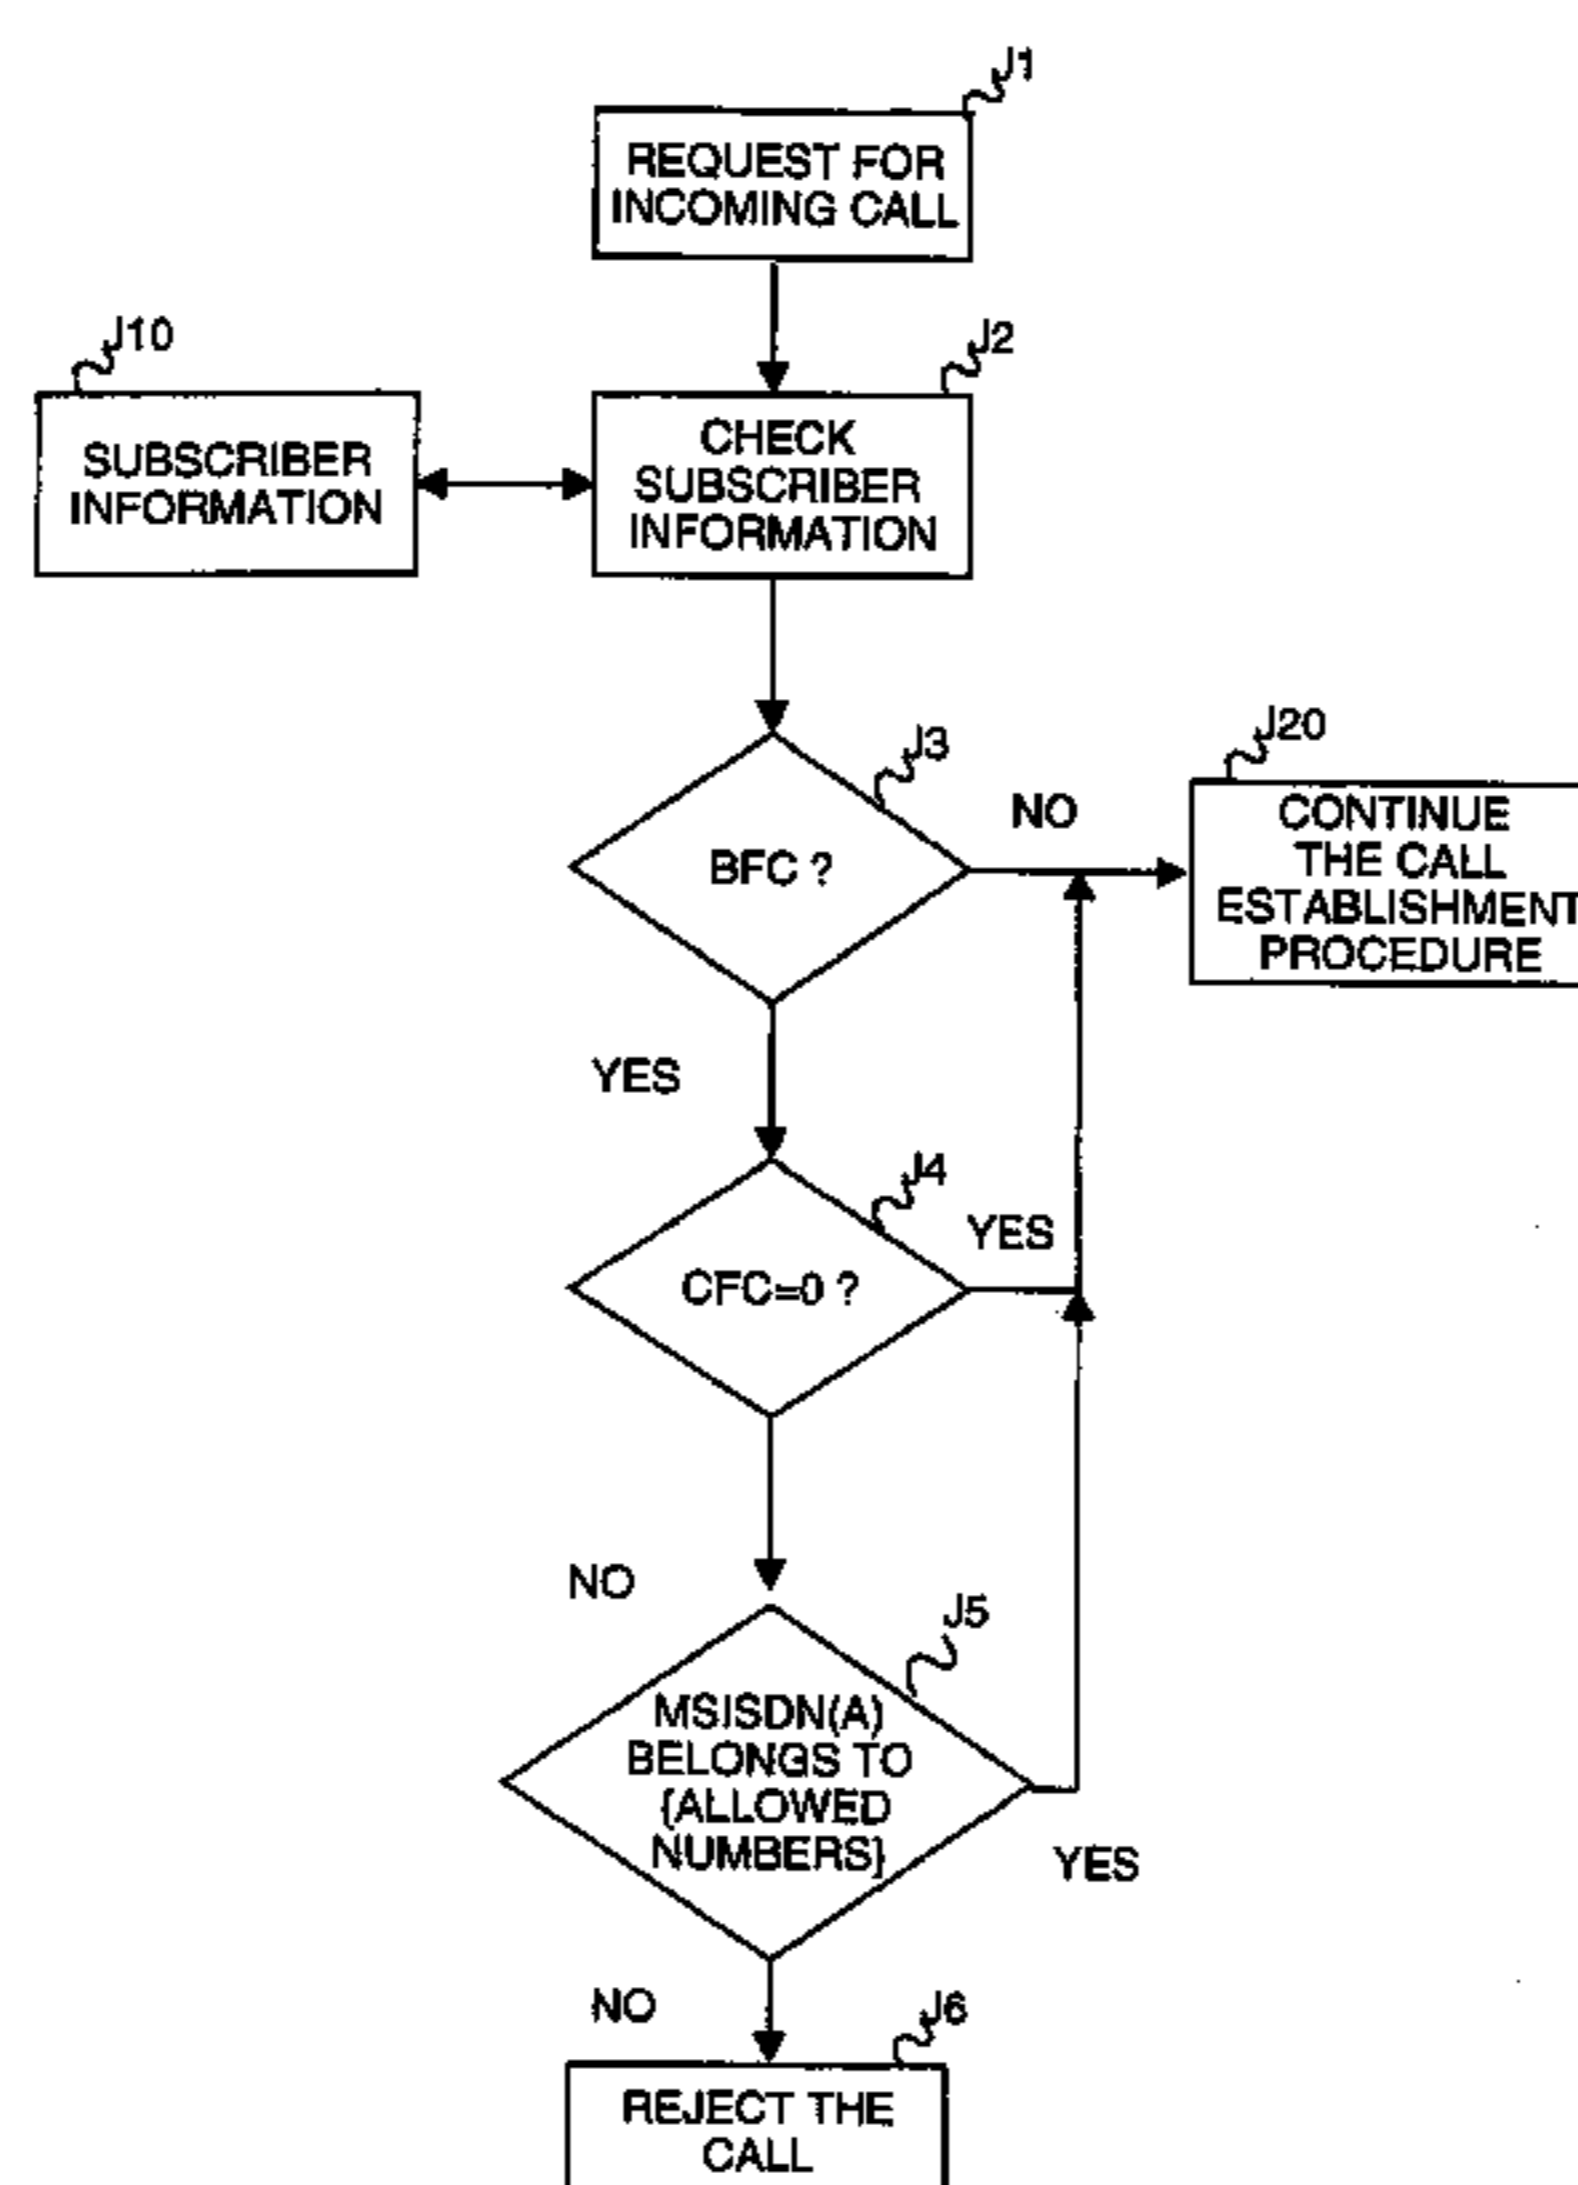 J1
REQUEST FOR
INCOMING CALL
J10
SUBSCRIBER
INFORMATION
J2
CHECK
SUBSCRIBER
INFORMATION
J3
BFC ?
NO
J20
CONTINUE
THE CALL
ESTABLISHMENT
PROCEDURE
YES
J4
CFC=0 ?
YES
NO
J5
MSISDN(A)
BELONGS TO
{ALLOWED
NUMBERS}
YES
NO
J6
REJECT THE
CALL